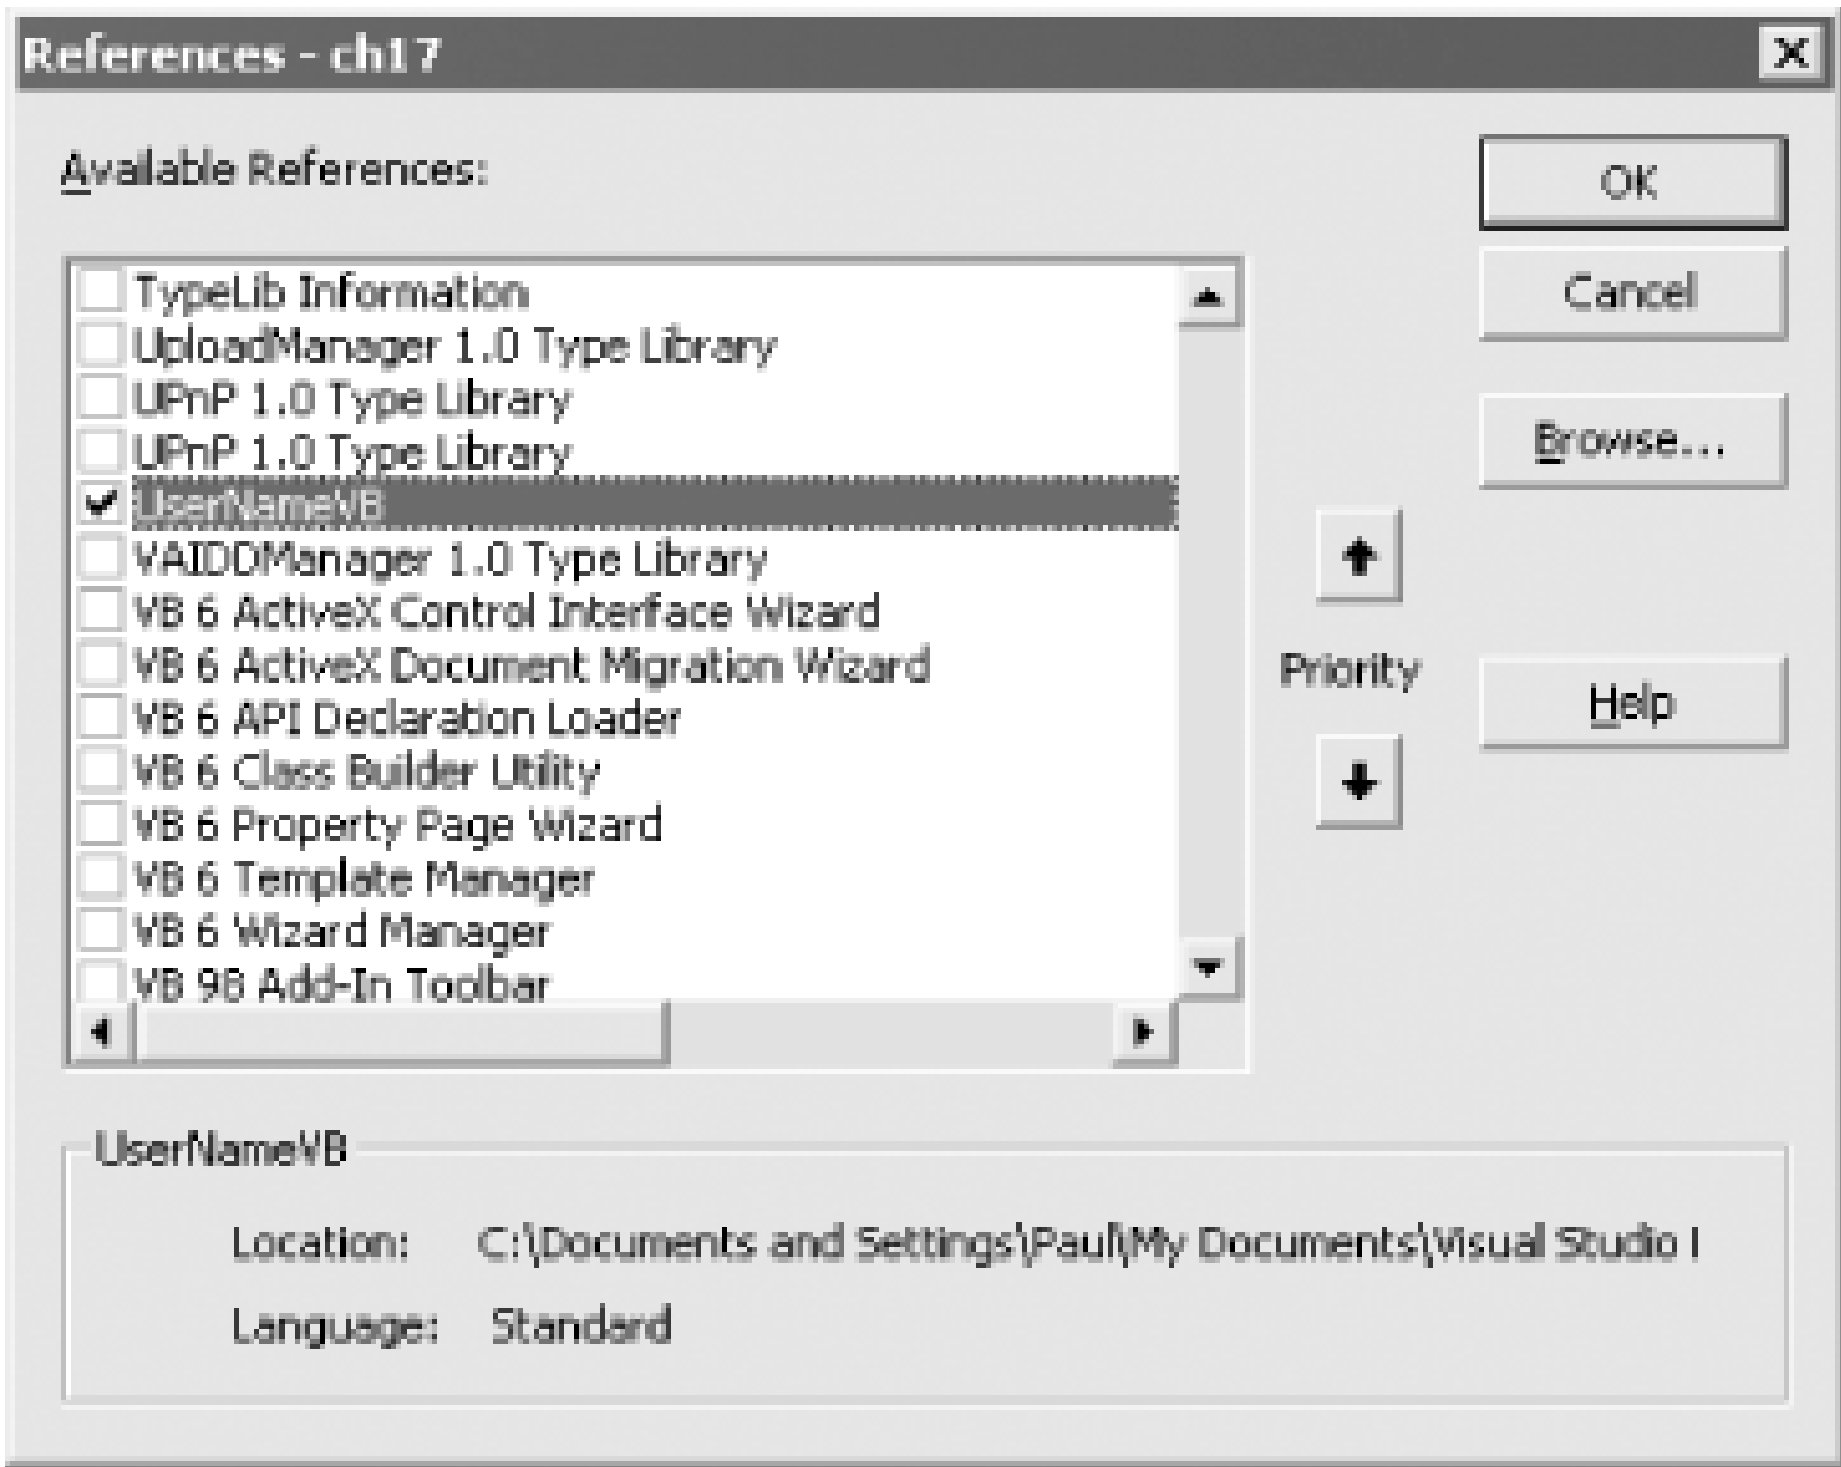 References - ch17
Available References:
OK
Cancel
Browse...
TypeLib Information
UploadManager 1.0 Type Library
UPnP 1.0 Type Library
UPnP 1.0 Type Library
UserNameVB
VAIDDManager 1.0 Type Library
VB 6 ActiveX Control Interface Wizard
VB 6 ActiveX Document Migration Wizard
VB 6 API Declaration Loader
VB 6 Class Builder Utility
VB 6 Property Page Wizard
VB 6 Template Manager
VB 6 Wizard Manager
VB 98 Add-In Toolbar
Priority
Help
UserNameVB
Location: C:\Documents and Settings\Paul\My Documents\Visual Studio
Language: Standard